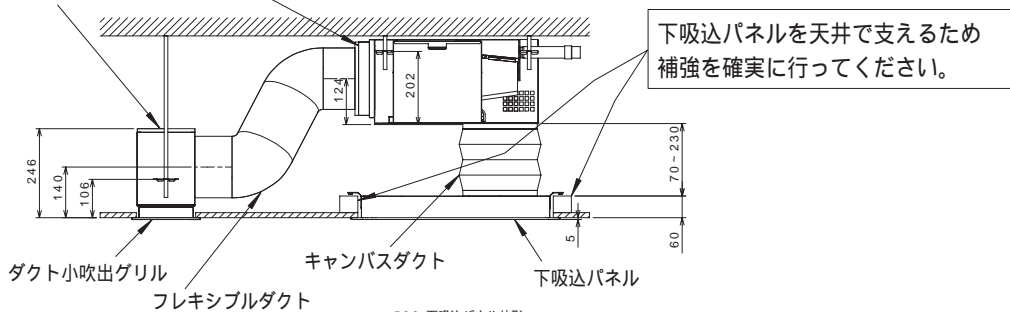 下吸込パネルを天井で支えるため
補強を確実に行ってください。
202
124
246
140
106
70~230
60
5
ダクト小吹出グリル
フレキシブルダクト
キャンバスダクト
下吸込パネル